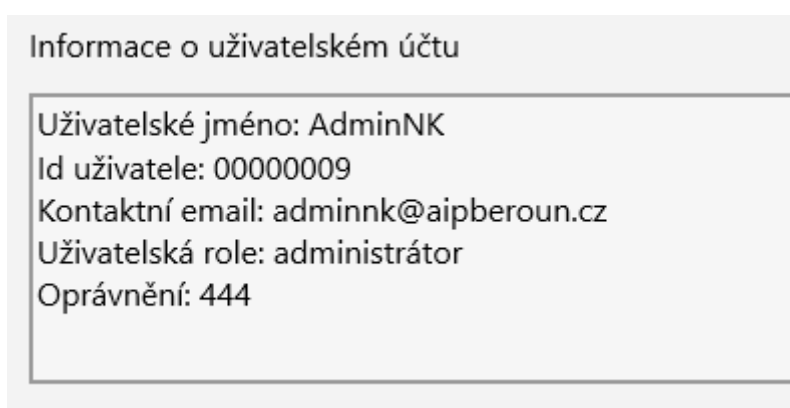 Informace o uživatelském účtu
Uživatelské jméno: AdminNK
Id uživatele: 00000009
Kontaktní email: adminnk@aipberoun.cz
Uživatelská role: administrátor
Oprávnění: 444